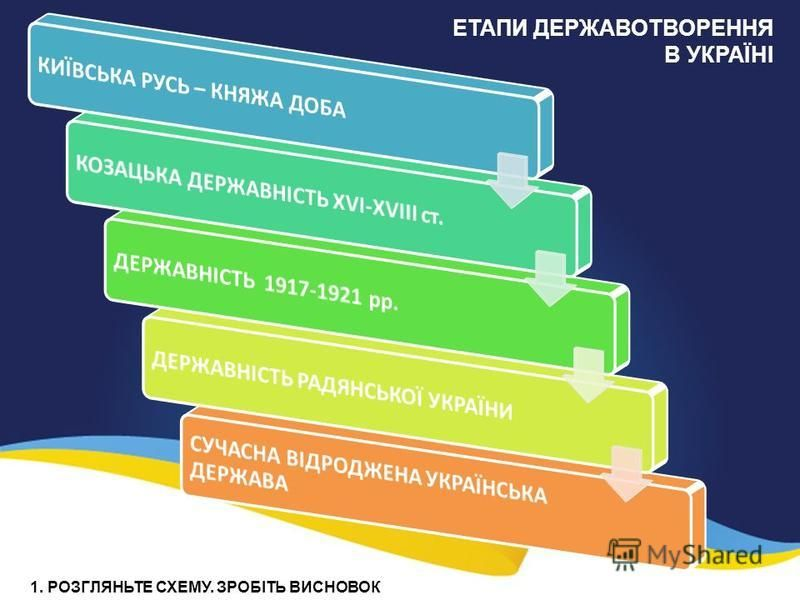 ЕТАПИ ДЕРЖАВОТВОРЕННЯ
В УКРАЇНІ
КИЇВСЬКА РУСЬ – КНЯЖА ДОБА
КОЗАЦЬКА ДЕРЖАВНІСТЬ XVI-XVIII ст.
ДЕРЖАВНІСТЬ 1917-1921 рр.
ДЕРЖАВНІСТЬ РАДЯНСЬКОЇ УКРАЇНИ
СУЧАСНА ВІДРОДЖЕНА УКРАЇНСЬКА
ДЕРЖАВА
MyShared
1. РОЗГЛЯНЬТЕ СХЕМУ. ЗРОБІТЬ ВИСНОВОК